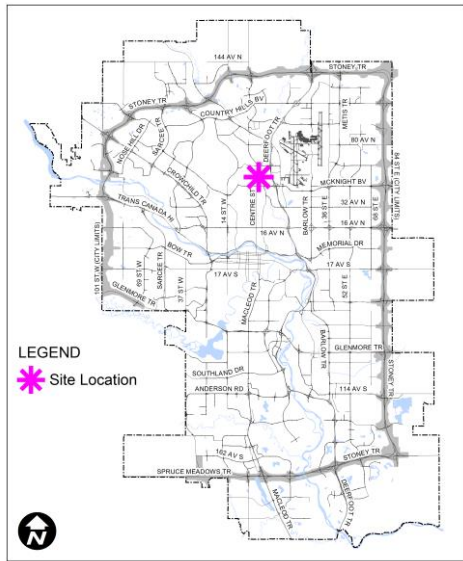 144 AV N
STONEY TR
STONEY TR
COUNTRY HILLS BV
DEERFOOT TR
METIS TR
NOSE HILL DR
SARCEE TR
80 AV N
CROWCHILD TR
MCKNIGHT BV
84 ST E (CITY LIMITS)
TRANS CANADA HI
14 ST W
CENTRE ST
BARLOW TR
36 ST E
32 AV N
68 ST E
16 AV N
16 AV N
MEMORIAL DR
BOW TR
17 AV S
17 AV S
101 ST W (CITY LIMITS)
69 ST W
SARCEE TR
37 ST W
MACLEOD TR
52 ST E
GLENMORE TR
BARLOW TR
GLENMORE TR
LEGEND
Site Location
SOUTHLAND DR
ANDERSON RD
114 AV S
STONEY TR
162 AV S
STONEY TR
SPRUCE MEADOWS TR
MACLEOD TR
DEERFOOT TR
N